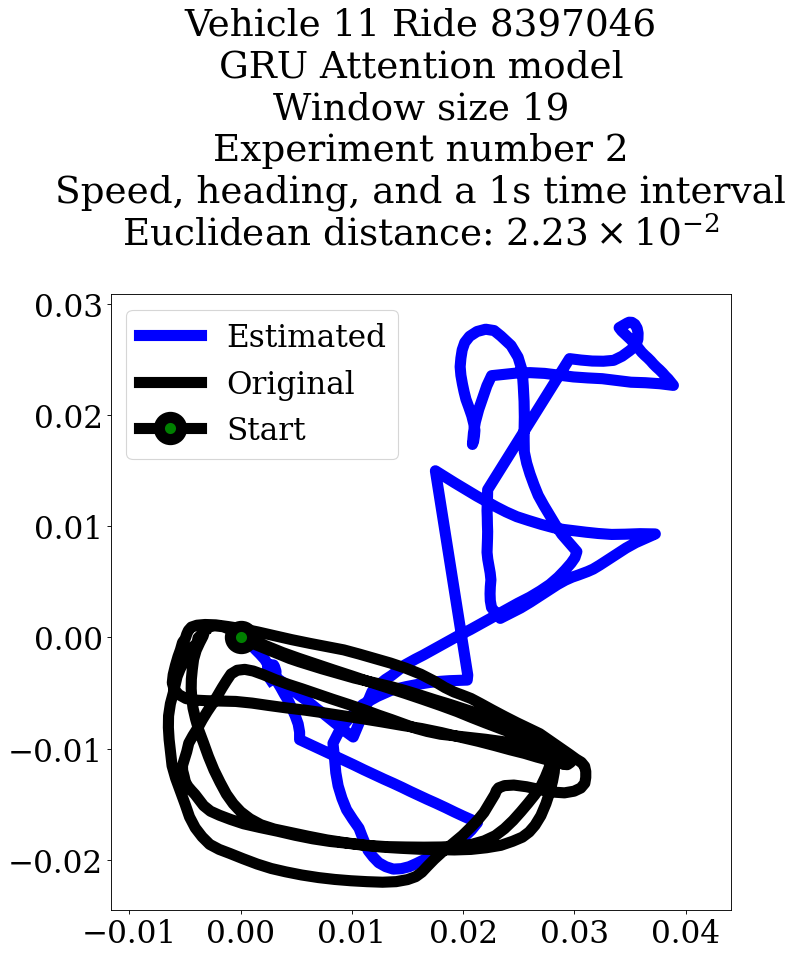 Vehicle 11 Ride 8397046
GRU Attention model
Window size 19
Experiment number 2
Speed, heading, and a 1s time interval
Euclidean distance: 2.23 × 10⁻²
Estimated
Original
Start
0.03
0.02
0.01
0.00
−0.01
−0.02
−0.01 0.00 0.01 0.02 0.03 0.04